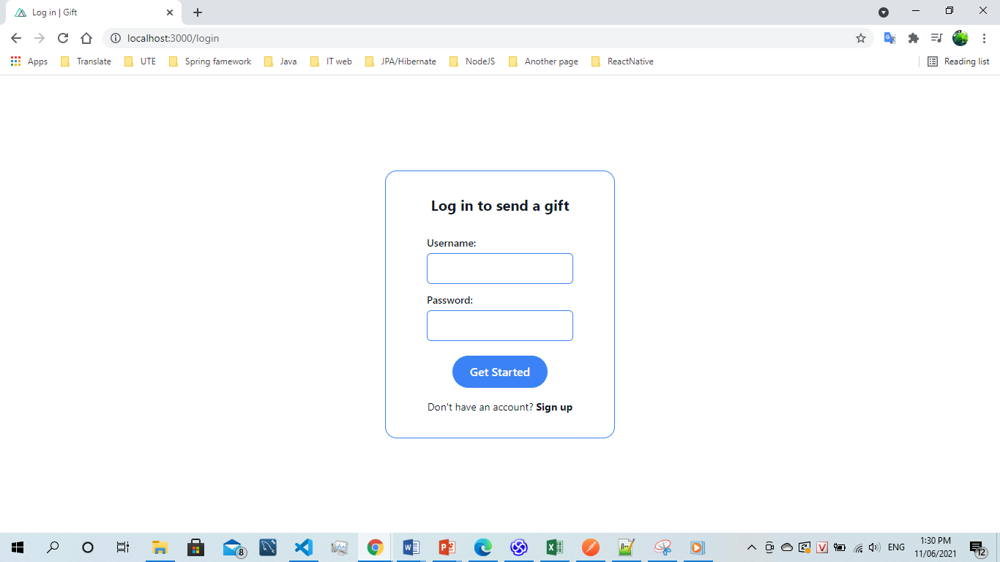 Log in | Gift
localhost:3000/login
Apps Translate UTE Spring famework Java IT web JPA/Hibernate NodeJS Another page ReactNative Reading list
Log in to send a gift
Username:
Password:
Get Started
Don't have an account? Sign up
8 ENG 1:30 PM
11/06/2021 12